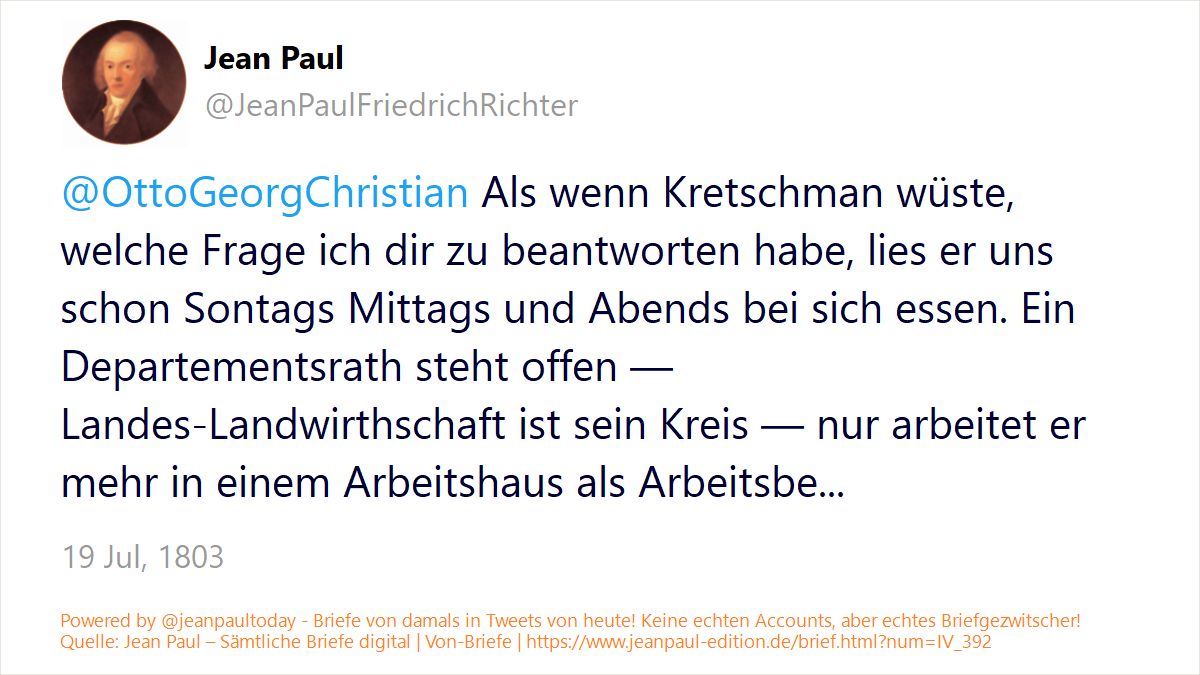 Jean Paul
@JeanPaulFriedrichRichter
@OttoGeorgChristian Als wenn Kretschman wüste,
welche Frage ich dir zu beantworten habe, lies er uns
schon Sontags Mittags und Abends bei sich essen. Ein
Departementsrath steht offen —
Landes-Landwirthschaft ist sein Kreis — nur arbeitet er
mehr in einem Arbeitshaus als Arbeitsbe...
19 Jul, 1803
Powered by @jeanpaultoday - Briefe von damals in Tweets von heute! Keine echten Accounts, aber echtes Briefgezwitscher!
Quelle: Jean Paul – Sämtliche Briefe digital | Von-Briefe | https://www.jeanpaul-edition.de/brief.html?num=IV_392